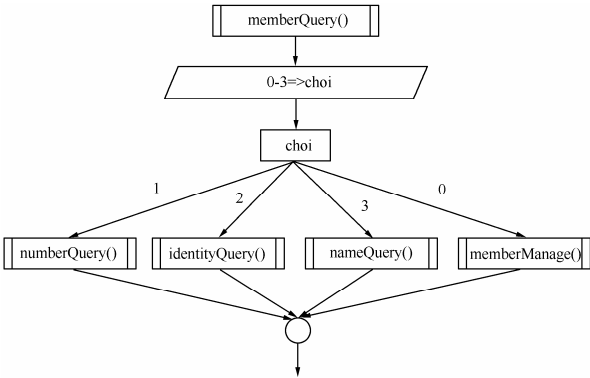 memberQuery()
0-3=>choi
choi
1
2
3
0
numberQuery()
identityQuery()
nameQuery()
memberManage()